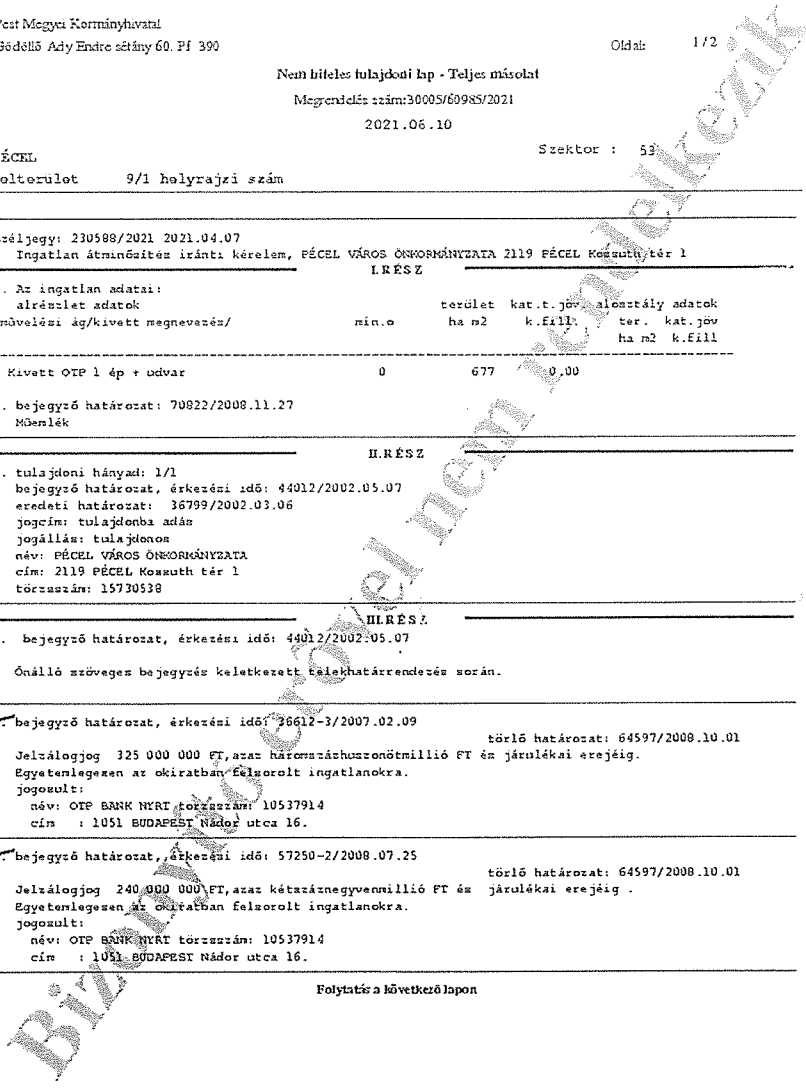 Pest Megyei Kormányhivatal
Gödöllő Ady Endre sétány 60. Pf 390
Oldal: 1/2
Nem hiteles tulajdoni lap - Teljes másolat
Megrendelés szám:30005/60985/2021
2021.06.10
Szektor : 53
PÉCEL
elterület 9/1 helyrajzi szám
Széljegy: 230588/2021 2021.04.07
Ingatlan átminősítés iránti kérelem, PÉCEL VÁROS ÖNKORMÁNYZATA 2119 PÉCEL Kossuth tér 1
I.RÉSZ
. Az ingatlan adatai:
alrészlet adatok terület kat.t.jöv. alosztály adatok
művelési ág/kivett megnevezés/ min.o ha m2 k.fill. ter. kat.jöv
ha m2 k.fill
Kivett OTP 1 ép + udvar 0 677 0.00
. bejegyző határozat: 70822/2008.11.27
Műemlék
II.RÉSZ
. tulajdoni hányad: 1/1
bejegyző határozat, érkezési idő: 44012/2002.05.07
eredeti határozat: 36799/2002.03.06
jogcím: tulajdonba adás
jogállás: tulajdonos
név: PÉCEL VÁROS ÖNKORMÁNYZATA
cím: 2119 PÉCEL Kossuth tér 1
törzsszám: 15730538
III.RÉSZ
. bejegyző határozat, érkezési idő: 44012/2002.05.07
Önálló szöveges bejegyzés keletkezett telekhatárrendezés során.
. bejegyző határozat, érkezési idő: 36612-3/2007.02.09
törlő határozat: 64597/2008.10.01
Jelzálogjog 325 000 000 FT,azaz háromszázhuszonötmillió FT és járulékai erejéig.
Egyetemlegesen az okiratban felsorolt ingatlanokra.
jogosult:
név: OTP BANK NYRT törzsszám: 10537914
cím : 1051 BUDAPEST Nádor utca 16.
. bejegyző határozat, érkezési idő: 57250-2/2008.07.25
törlő határozat: 64597/2008.10.01
Jelzálogjog 240 000 000 FT,azaz kétszáznegyvenmillió FT és járulékai erejéig .
Egyetemlegesen az okiratban felsorolt ingatlanokra.
jogosult:
név: OTP BANK NYRT törzsszám: 10537914
cím : 1051 BUDAPEST Nádor utca 16.
Folytatás a következő lapon
Bizonyító erővel nem rendelkezik